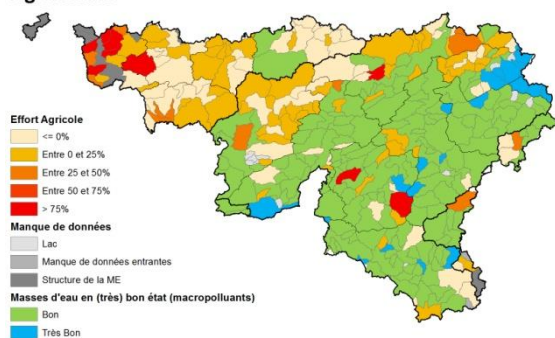 Effort Agricole
<= 0%
Entre 0 et 25%
Entre 25 et 50%
Entre 50 et 75%
> 75%
Manque de données
Lac
Manque de données entrantes
Structure de la ME
Masses d'eau en (très) bon état (macropolluants)
Bon
Très Bon